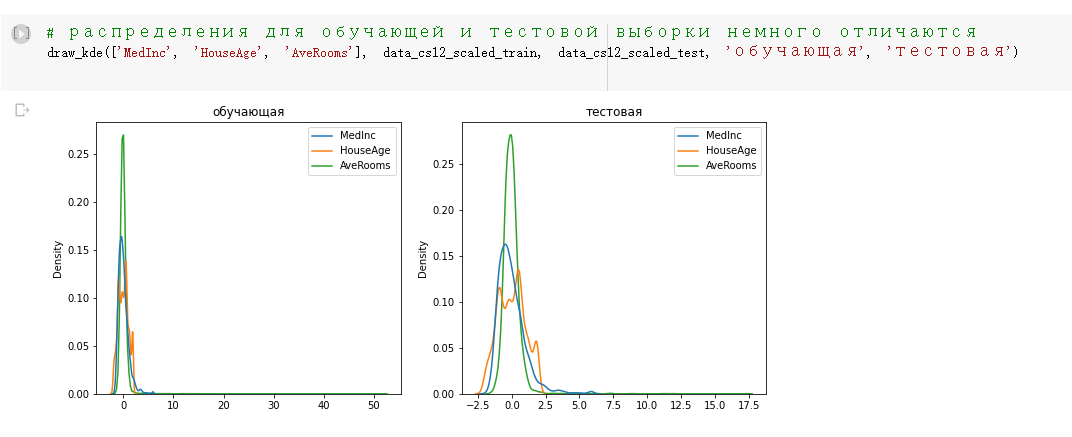 [ ] # распределения для обучающей и тестовой выборки немного отличаются
draw_kde(['MedInc', 'HouseAge', 'AveRooms'], data_cs12_scaled_train, data_cs12_scaled_test, 'обучающая', 'тестовая')
обучающая
MedInc
HouseAge
AveRooms
Density
0.25
0.20
0.15
0.10
0.05
0.00
0 10 20 30 40 50
тестовая
MedInc
HouseAge
AveRooms
Density
0.25
0.20
0.15
0.10
0.05
0.00
−2.5 0.0 2.5 5.0 7.5 10.0 12.5 15.0 17.5